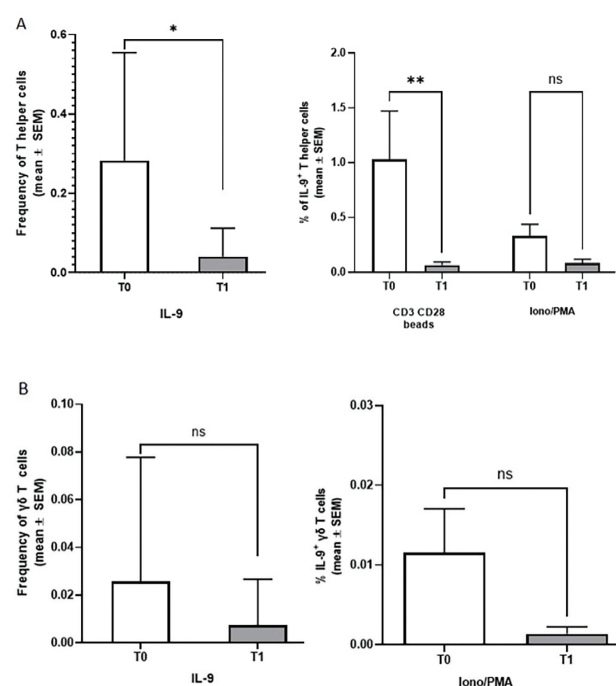 A
Frequency of T helper cells
(mean ± SEM)
0.6
0.4
0.2
0.0
*
T0
T1
IL-9
% of IL-9⁺ T helper cells
(mean ± SEM)
2.0
1.5
1.0
0.5
0.0
**
ns
T0
T1
T0
T1
CD3 CD28
beads
Iono/PMA
B
Frequency of γδ T cells
(mean ± SEM)
0.10
0.08
0.06
0.04
0.02
0.00
ns
T0
T1
IL-9
% IL-9⁺ γδ T cells
(mean ± SEM)
0.03
0.02
0.01
0.00
ns
T0
T1
Iono/PMA